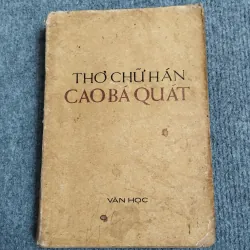 THƠ CHỮ HÁN
CAO BÁ QUÁT
VĂN HỌC